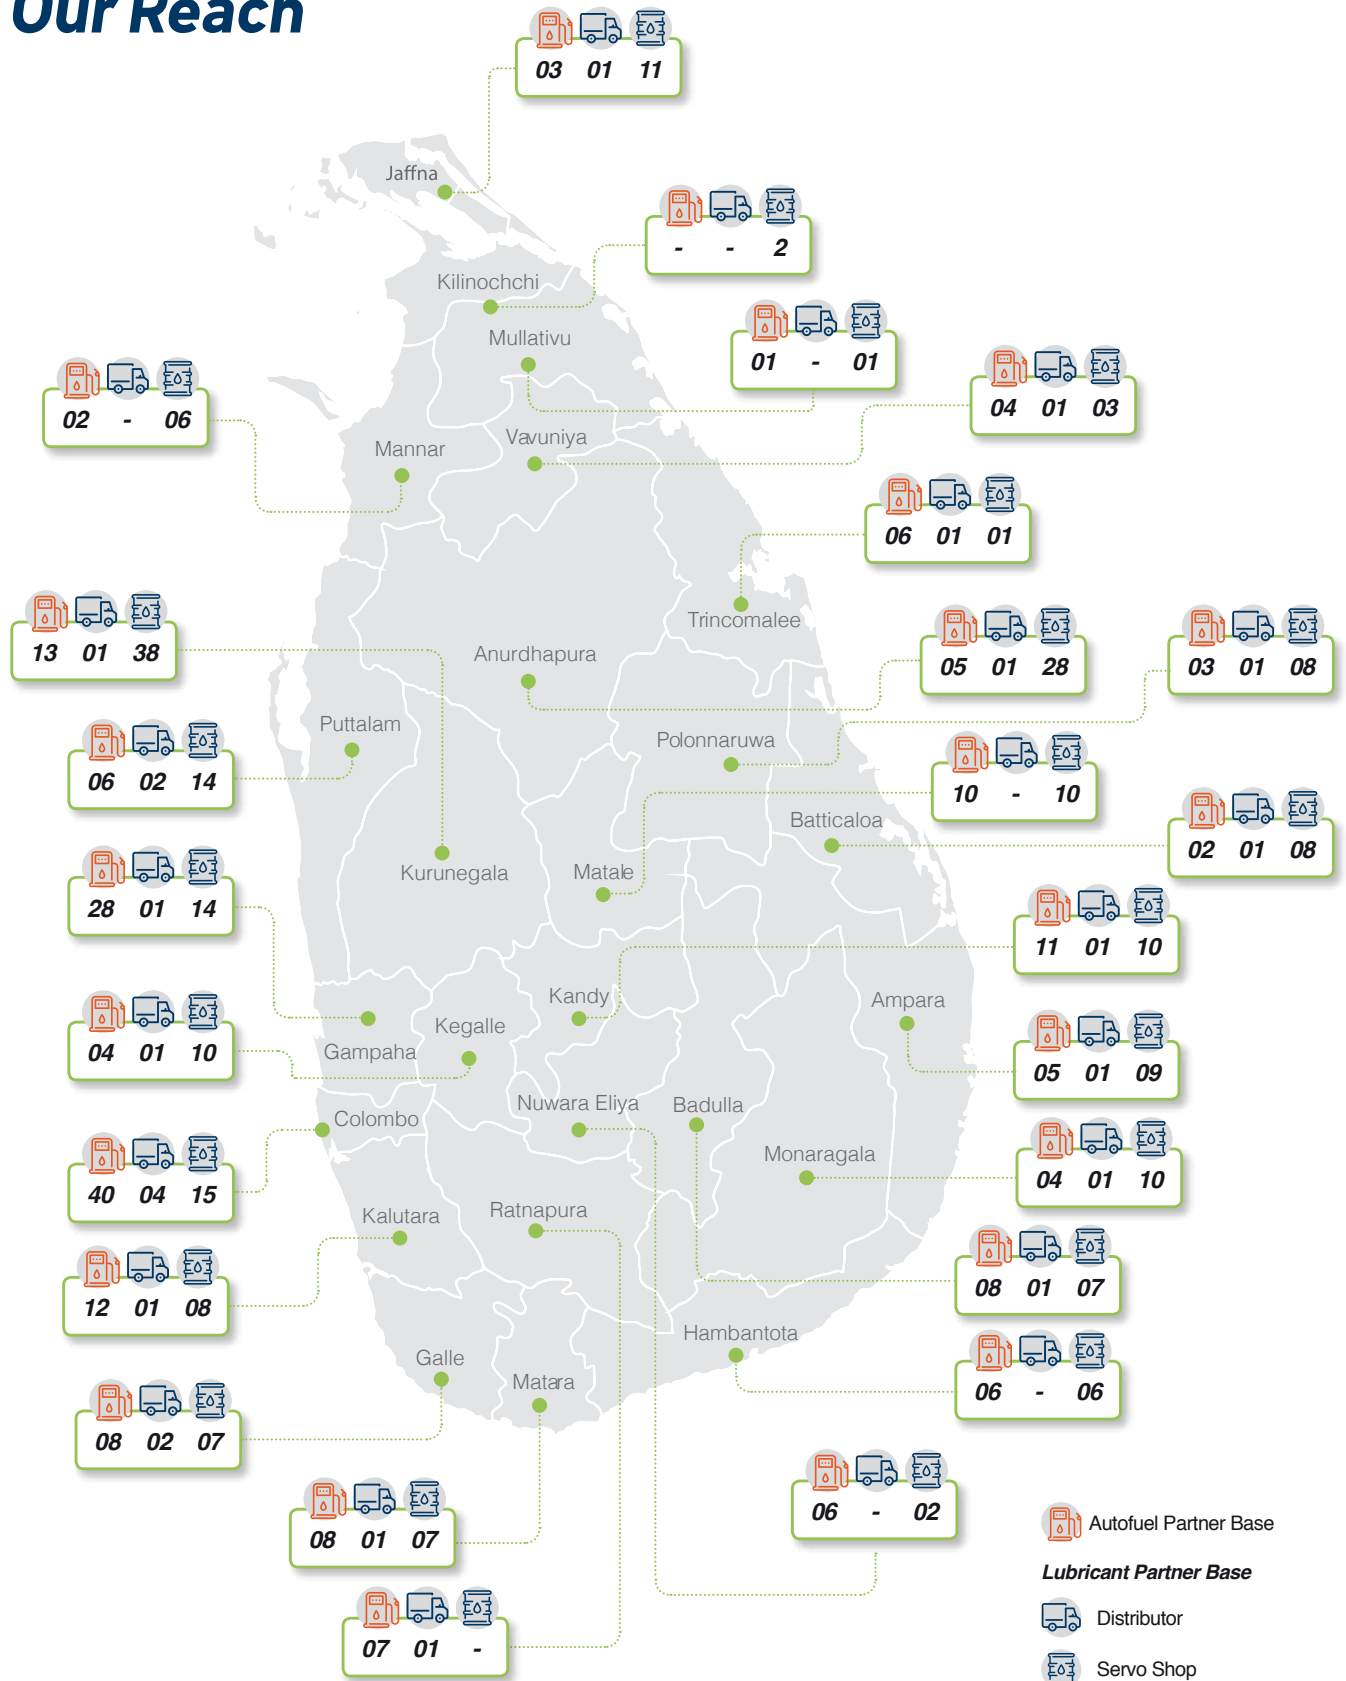 Our Reach
03 01 11
Jaffna
- - 2
Kilinochchi
01 - 01
Mullativu
04 01 03
02 - 06
Vavuniya
Mannar
06 01 01
Trincomalee
13 01 38
Anurdhapura
05 01 28
03 01 08
Puttalam
Polonnaruwa
06 02 14
10 - 10
Batticaloa
02 01 08
Kurunegala
Matale
28 01 14
11 01 10
Kandy
Ampara
Kegalle
04 01 10
Gampaha
05 01 09
Nuwara Eliya
Badulla
Colombo
Monaragala
04 01 10
40 04 15
Kalutara
Ratnapura
08 01 07
12 01 08
Hambantota
Galle
Matara
06 - 06
08 02 07
06 - 02
08 01 07
07 01 -
Autofuel Partner Base
Lubricant Partner Base
Distributor
Servo Shop